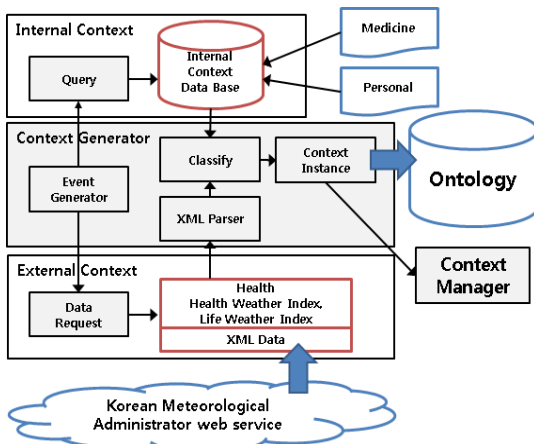 Internal Context
Medicine
Query
Internal
Context
Data Base
Personal
Context Generator
Classify
Context
Instance
Event
Generator
Ontology
XML Parser
External Context
Context
Manager
Data
Request
Health
Health Weather Index,
Life Weather Index
XML Data
Korean Meteorological
Administrator web service